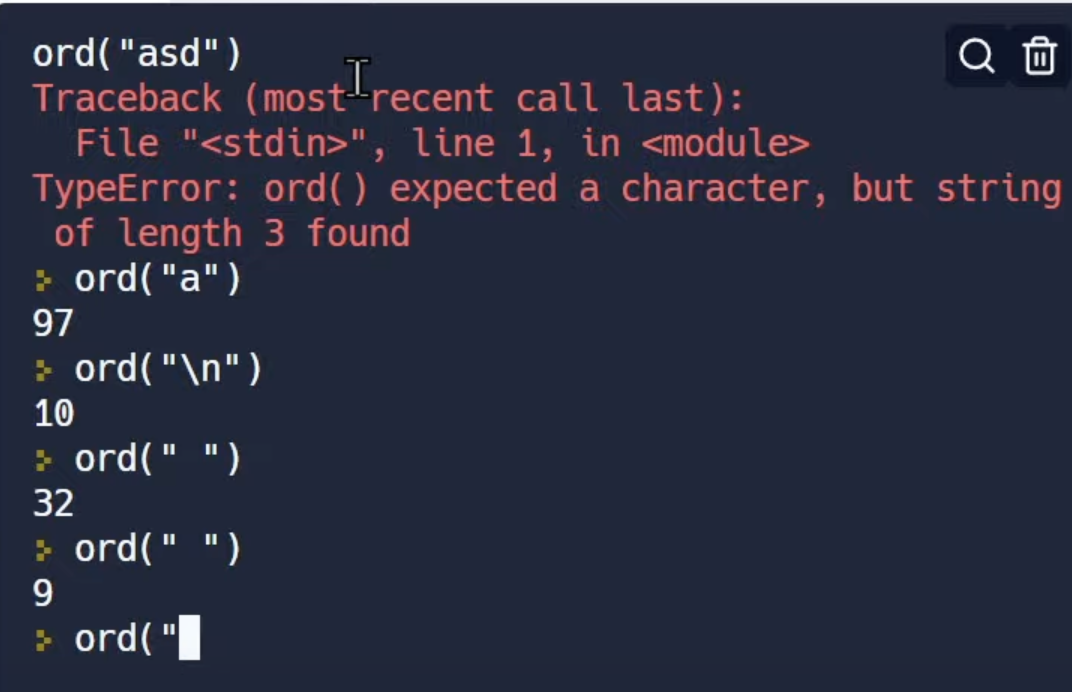 ord("asd")
Traceback (most recent call last):
  File "<stdin>", line 1, in <module>
TypeError: ord() expected a character, but string
 of length 3 found
> ord("a")
97
> ord("\n")
10
> ord(" ")
32
> ord(" ")
9
> ord("